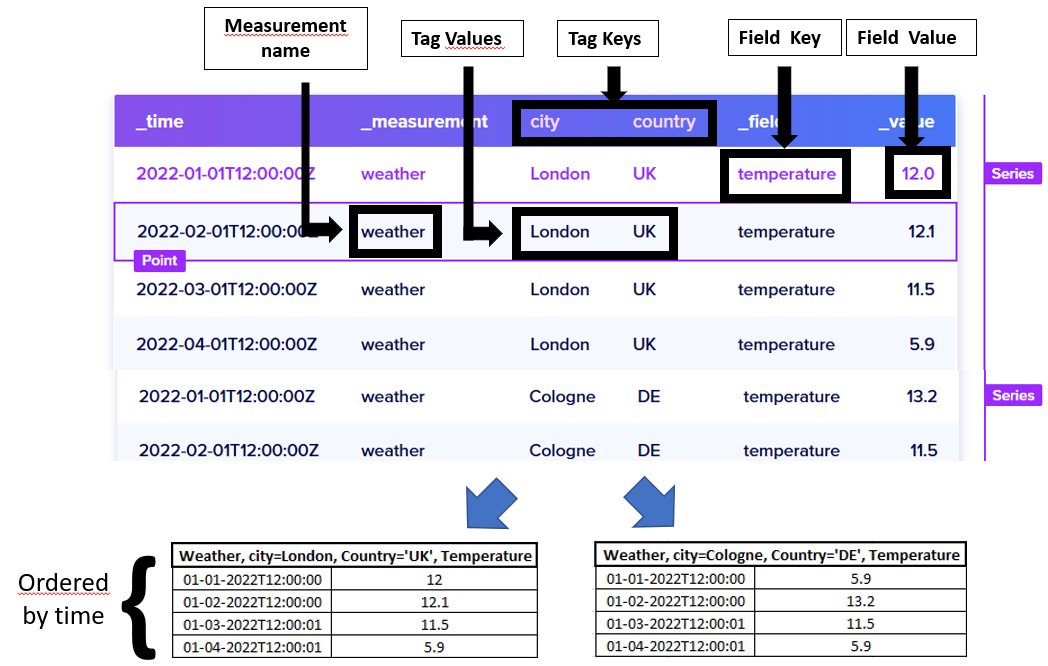 Measurement name
Tag Values
Tag Keys
Field Key
Field Value
_time _measurement city country _field _value
2022-01-01T12:00:00Z weather London UK temperature 12.0
Series
2022-02-01T12:00:00Z weather London UK temperature 12.1
Point
2022-03-01T12:00:00Z weather London UK temperature 11.5
2022-04-01T12:00:00Z weather London UK temperature 5.9
2022-01-01T12:00:00Z weather Cologne DE temperature 13.2
Series
2022-02-01T12:00:00Z weather Cologne DE temperature 11.5
Ordered
by time
Weather, city=London, Country='UK', Temperature
01-01-2022T12:00:00 12
01-02-2022T12:00:00 12.1
01-03-2022T12:00:01 11.5
01-04-2022T12:00:01 5.9
Weather, city=Cologne, Country='DE', Temperature
01-01-2022T12:00:00 5.9
01-02-2022T12:00:00 13.2
01-03-2022T12:00:01 11.5
01-04-2022T12:00:01 5.9